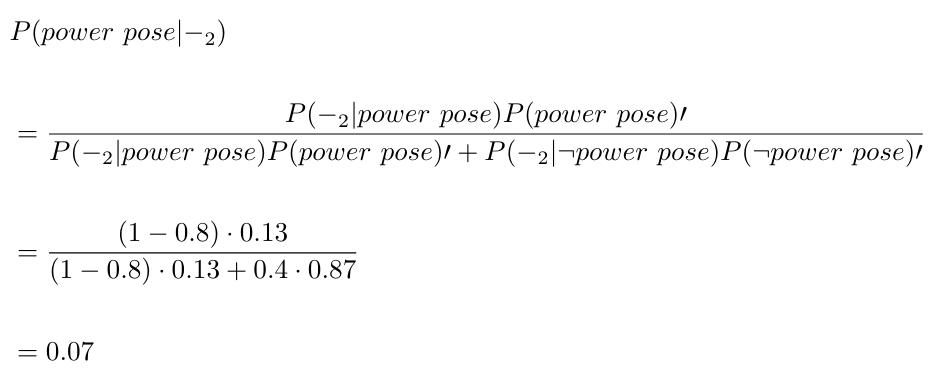 P(power pose|−₂)
= P(−₂|power pose)P(power pose)′
P(−₂|power pose)P(power pose)′ + P(−₂|¬power pose)P(¬power pose)′
= (1 − 0.8) · 0.13
(1 − 0.8) · 0.13 + 0.4 · 0.87
= 0.07